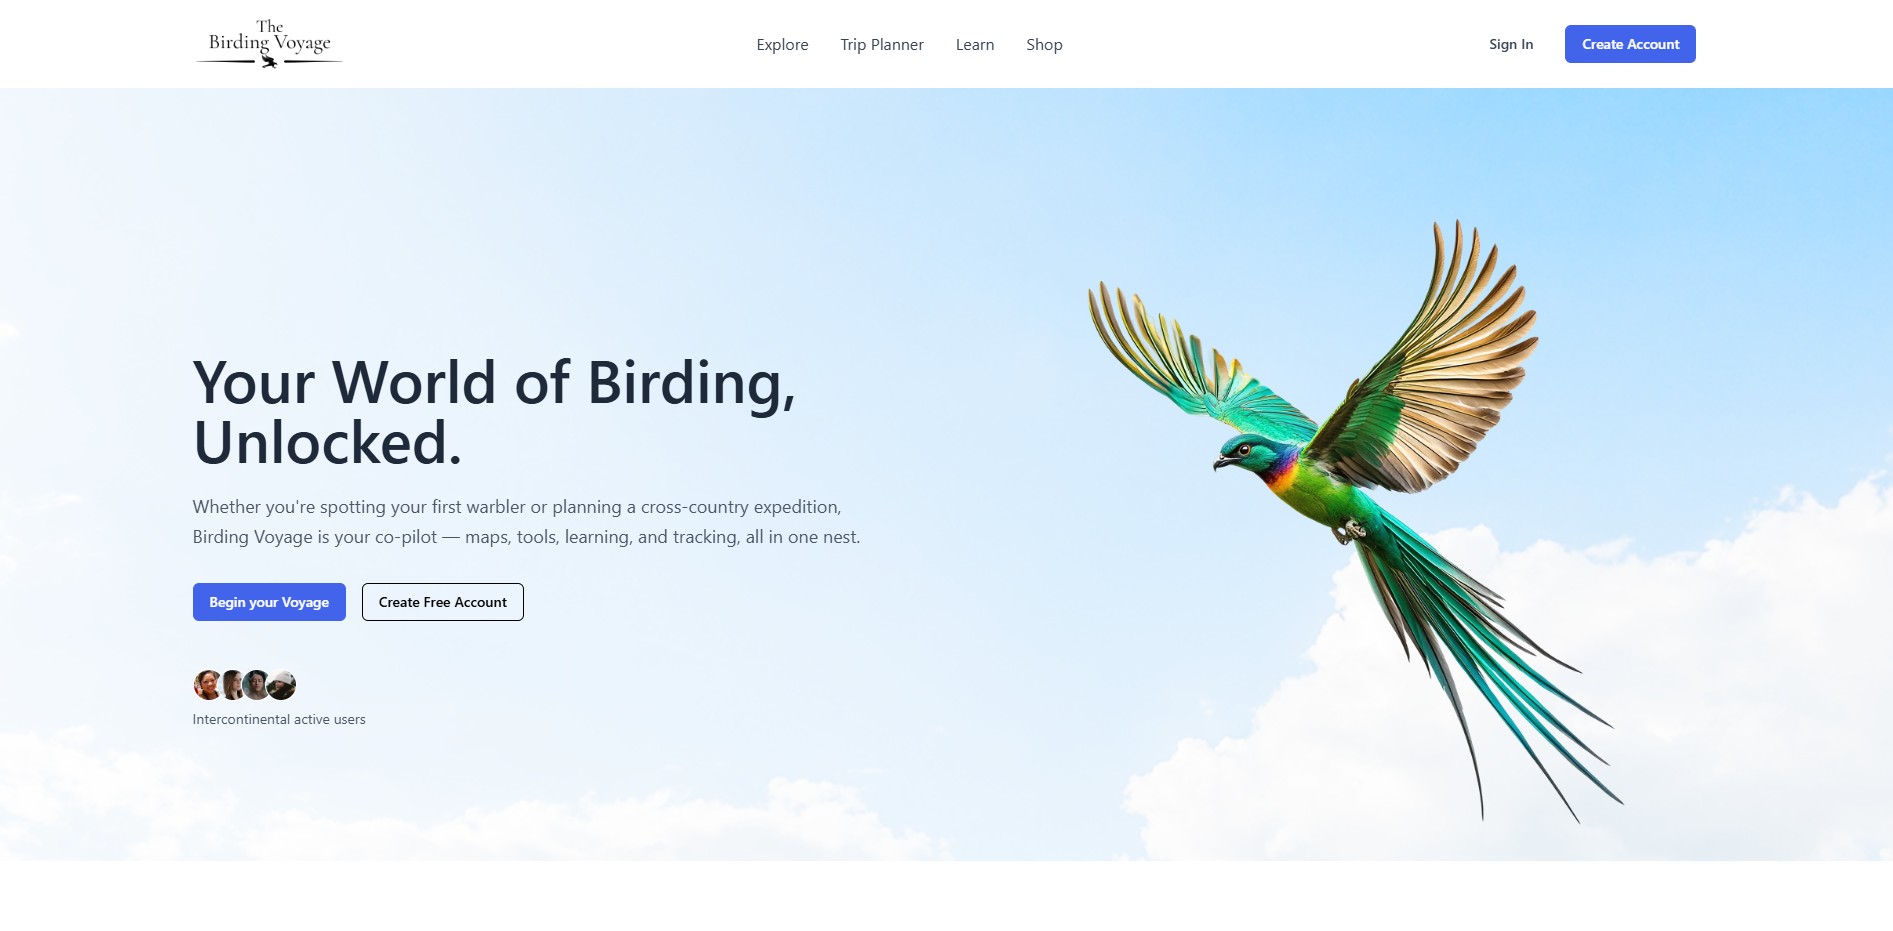 The
Birding Voyage
Explore
Trip Planner
Learn
Shop
Sign In
Create Account
Your World of Birding,
Unlocked.
Whether you're spotting your first warbler or planning a cross-country expedition,
Birding Voyage is your co-pilot — maps, tools, learning, and tracking, all in one nest.
Begin your Voyage
Create Free Account
Intercontinental active users